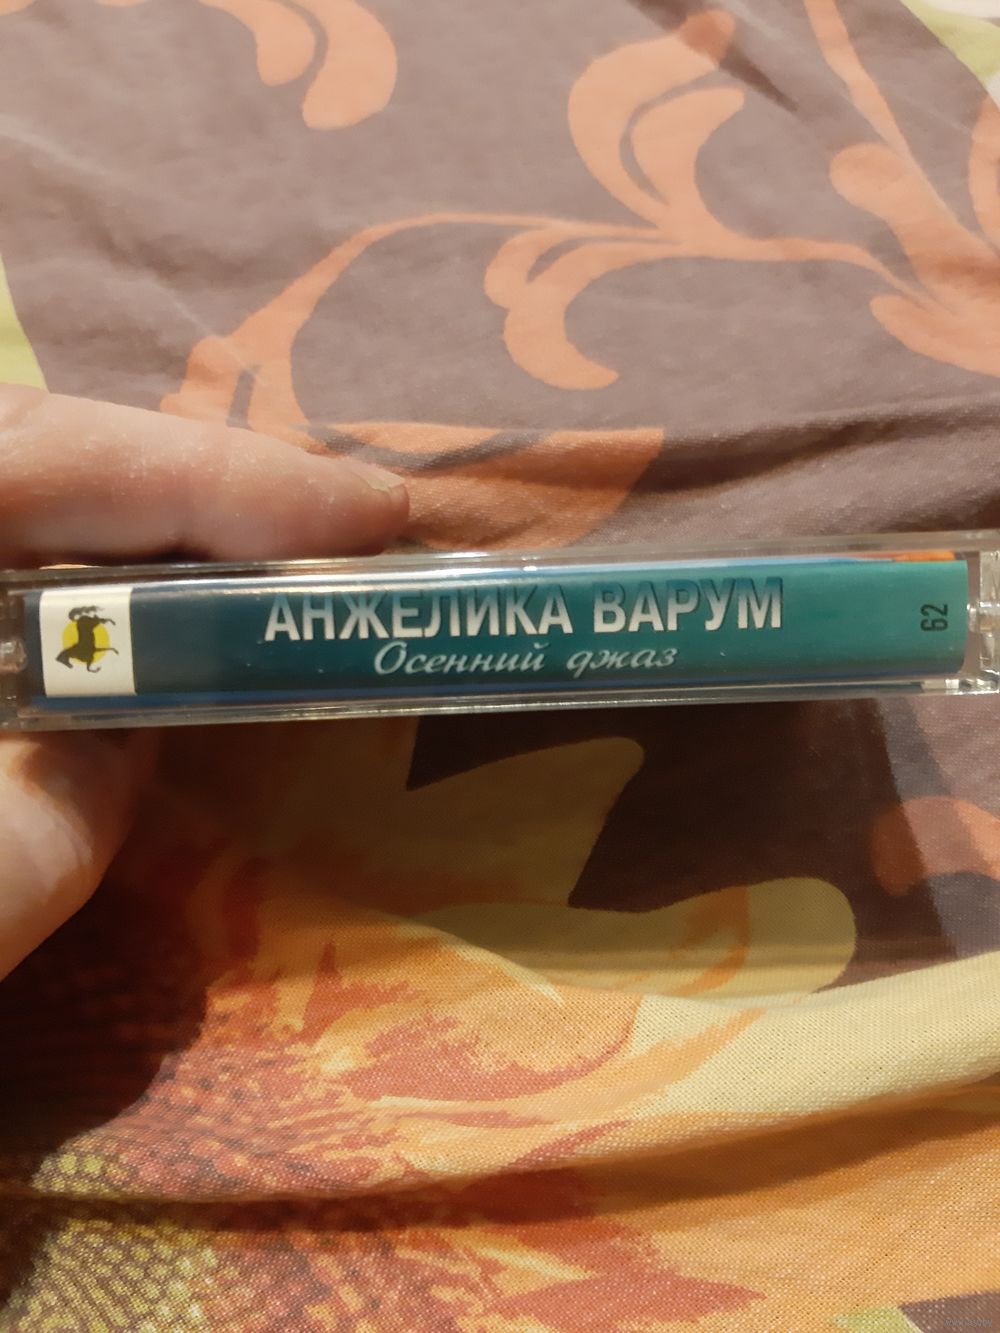 АНЖЕЛИКА ВАРУМ
Осенний джаз
62